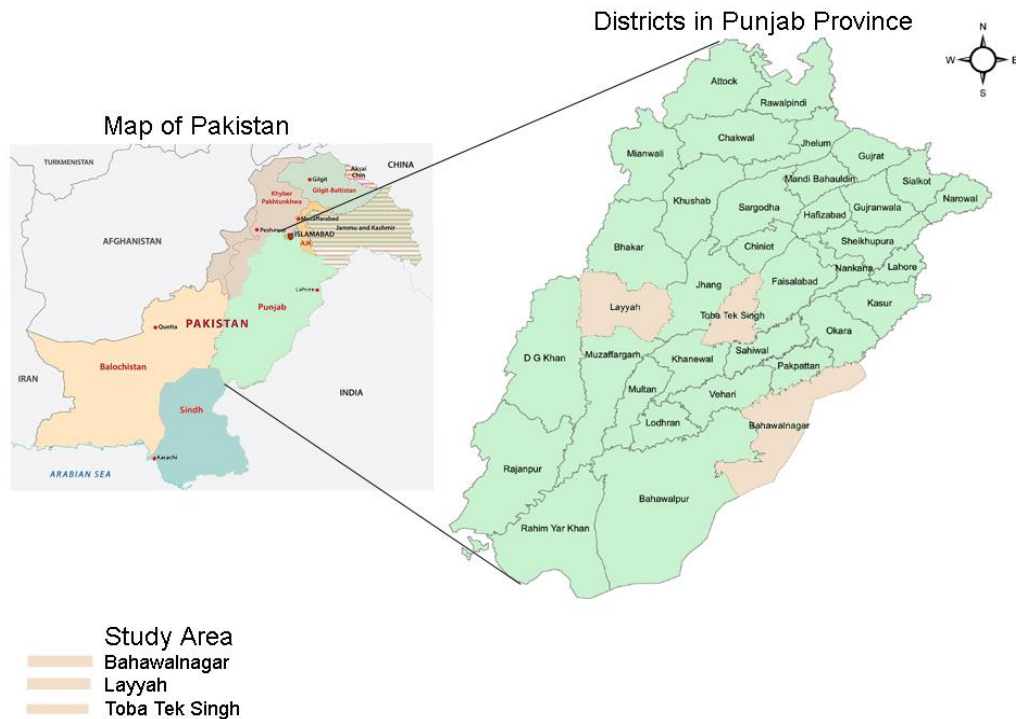 Districts in Punjab Province
N
W
E
S
Map of Pakistan
TURKMENISTAN
CHINA
Aksai
Chin
Gilgit
Gilgit-Baltistan
Khyber
Pakhtunkhwa
Muzaffarabad
Peshawar
ISLAMABAD
Jammu and Kashmir
AJK
AFGHANISTAN
Lahore
Punjab
Quetta
PAKISTAN
Balochistan
IRAN
INDIA
Sindh
Karachi
ARABIAN SEA
Attock
Rawalpindi
Chakwal
Jhelum
Mianwali
Gujrat
Mandi Bahauldin
Sialkot
Khushab
Narowal
Sargodha
Gujranwala
Hafizabad
Bhakar
Chiniot
Sheikhupura
Nankana
Lahore
Jhang
Faisalabad
Kasur
Layyah
Toba Tek Singh
Okara
D G Khan
Muzaffargarh
Khanewal
Sahiwal
Pakpattan
Multan
Vehari
Lodhran
Bahawalnagar
Rajanpur
Bahawalpur
Rahim Yar Khan
Study Area
Bahawalnagar
Layyah
Toba Tek Singh